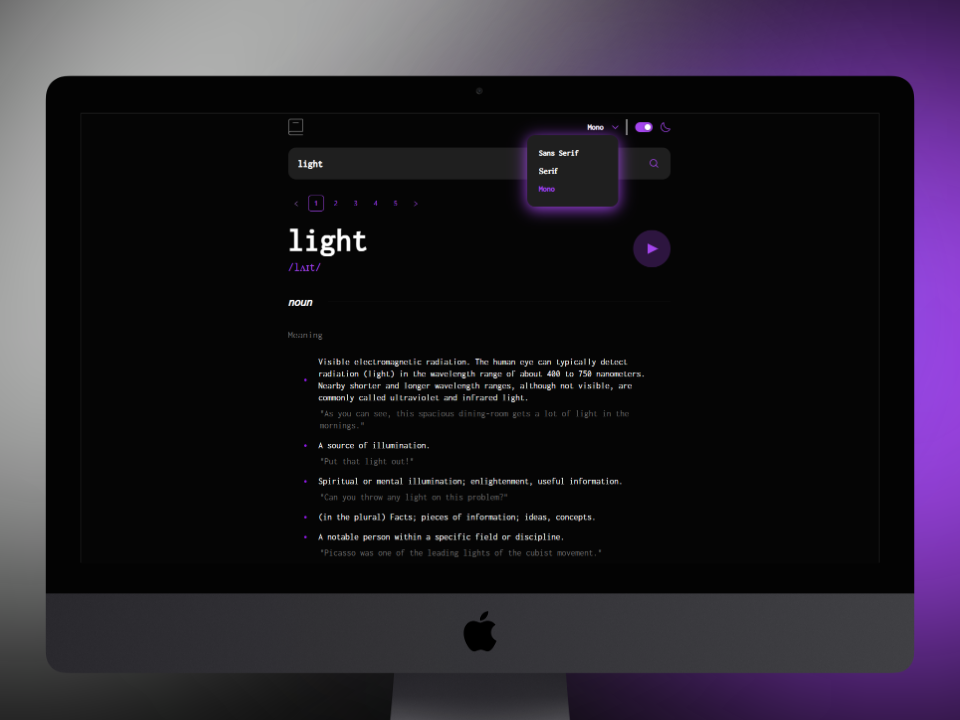 Mono
light
Sans Serif
Serif
Mono
< 1 2 3 4 5 >
light
/lʌɪt/
noun
Meaning
Visible electromagnetic radiation. The human eye can typically detect
radiation (light) in the wavelength range of about 400 to 750 nanometers.
Nearby shorter and longer wavelength ranges, although not visible, are
commonly called ultraviolet and infrared light.
"As you can see, this spacious dining-room gets a lot of light in the
mornings."
A source of illumination.
"Put that light out!"
Spiritual or mental illumination; enlightenment, useful information.
"Can you throw any light on this problem?"
(in the plural) Facts; pieces of information; ideas, concepts.
A notable person within a specific field or discipline.
"Picasso was one of the leading lights of the cubist movement."